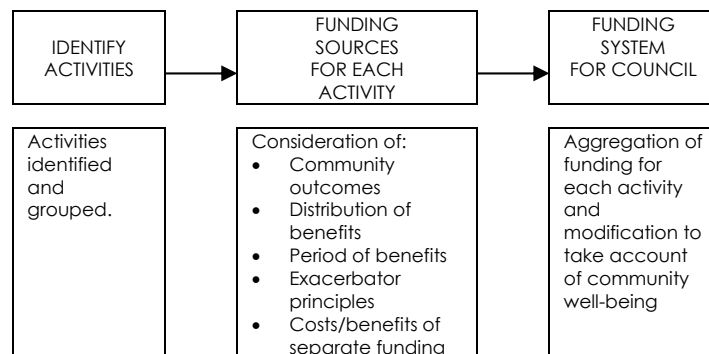 IDENTIFY
ACTIVITIES
FUNDING
SOURCES
FOR EACH
ACTIVITY
FUNDING
SYSTEM
FOR COUNCIL
Activities
identified
and
grouped.
Consideration of:
• Community
outcomes
• Distribution of
benefits
• Period of benefits
• Exacerbator
principles
• Costs/benefits of
separate funding
Aggregation of
funding for
each activity
and
modification to
take account
of community
well-being